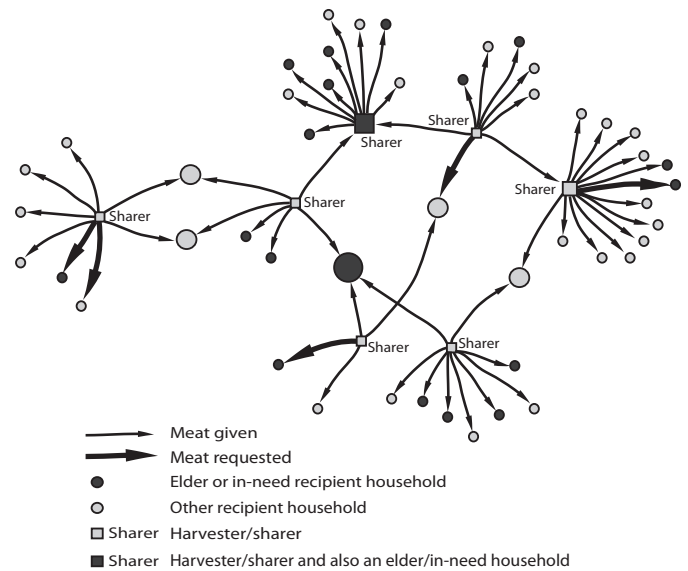 Sharer
Sharer
Sharer
Sharer
Sharer
Sharer
Sharer
Meat given
Meat requested
Elder or in-need recipient household
Other recipient household
Sharer Harvester/sharer
Sharer Harvester/sharer and also an elder/in-need household